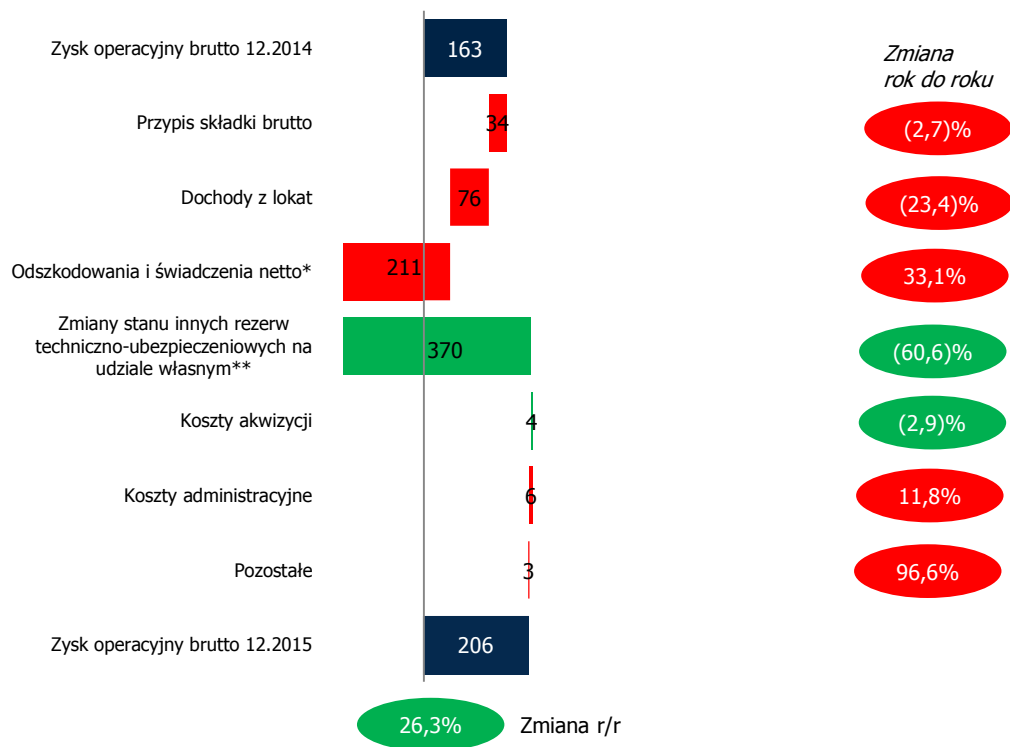 Zysk operacyjny brutto 12.2014
163
Zmiana
rok do roku
Przypis składki brutto
34
(2,7)%
Dochody z lokat
76
(23,4)%
Odszkodowania i świadczenia netto*
211
33,1%
Zmiany stanu innych rezerw
techniczno-ubezpieczeniowych na
udziale własnym**
370
(60,6)%
Koszty akwizycji
4
(2,9)%
Koszty administracyjne
6
11,8%
Pozostałe
3
96,6%
Zysk operacyjny brutto 12.2015
206
26,3%
Zmiana r/r